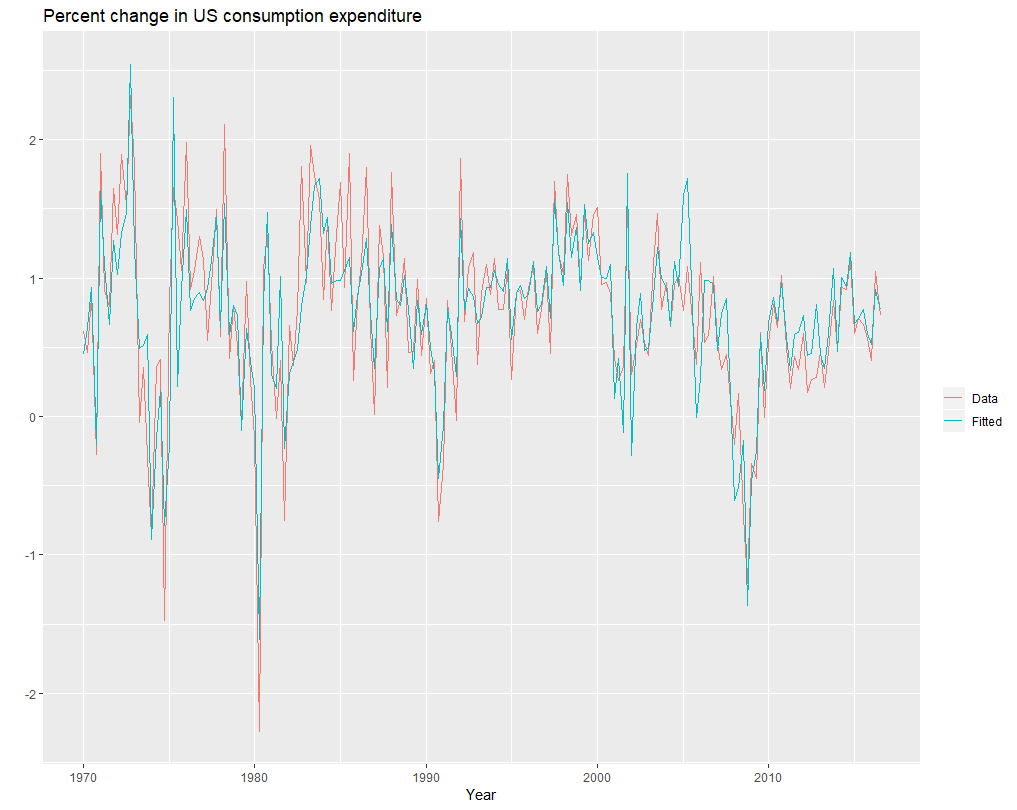 Percent change in US consumption expenditure
2
1
0
-1
-2
1970 1980 1990 2000 2010
Year
Data
Fitted